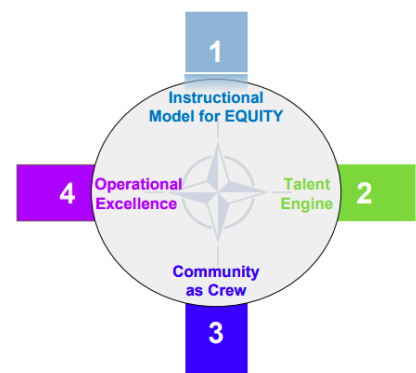 1
Instructional
Model for EQUITY
4
Operational
Excellence
Talent
Engine
2
Community
as Crew
3